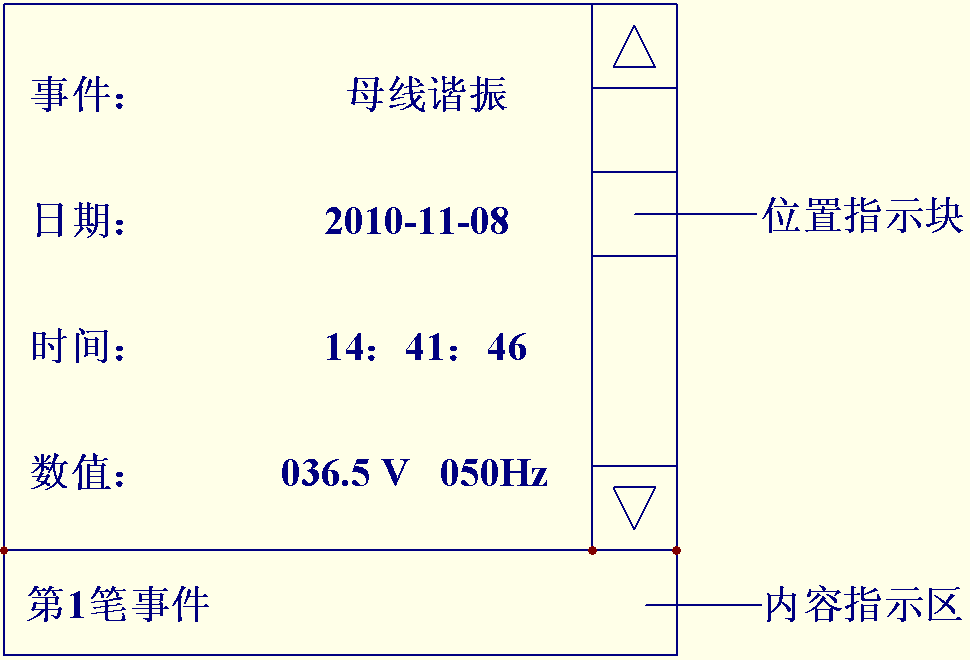 事件： 母线谐振
日期： 2010-11-08
位置指示块
时间： 14：41：46
数值： 036.5 V 050Hz
第1笔事件
内容指示区